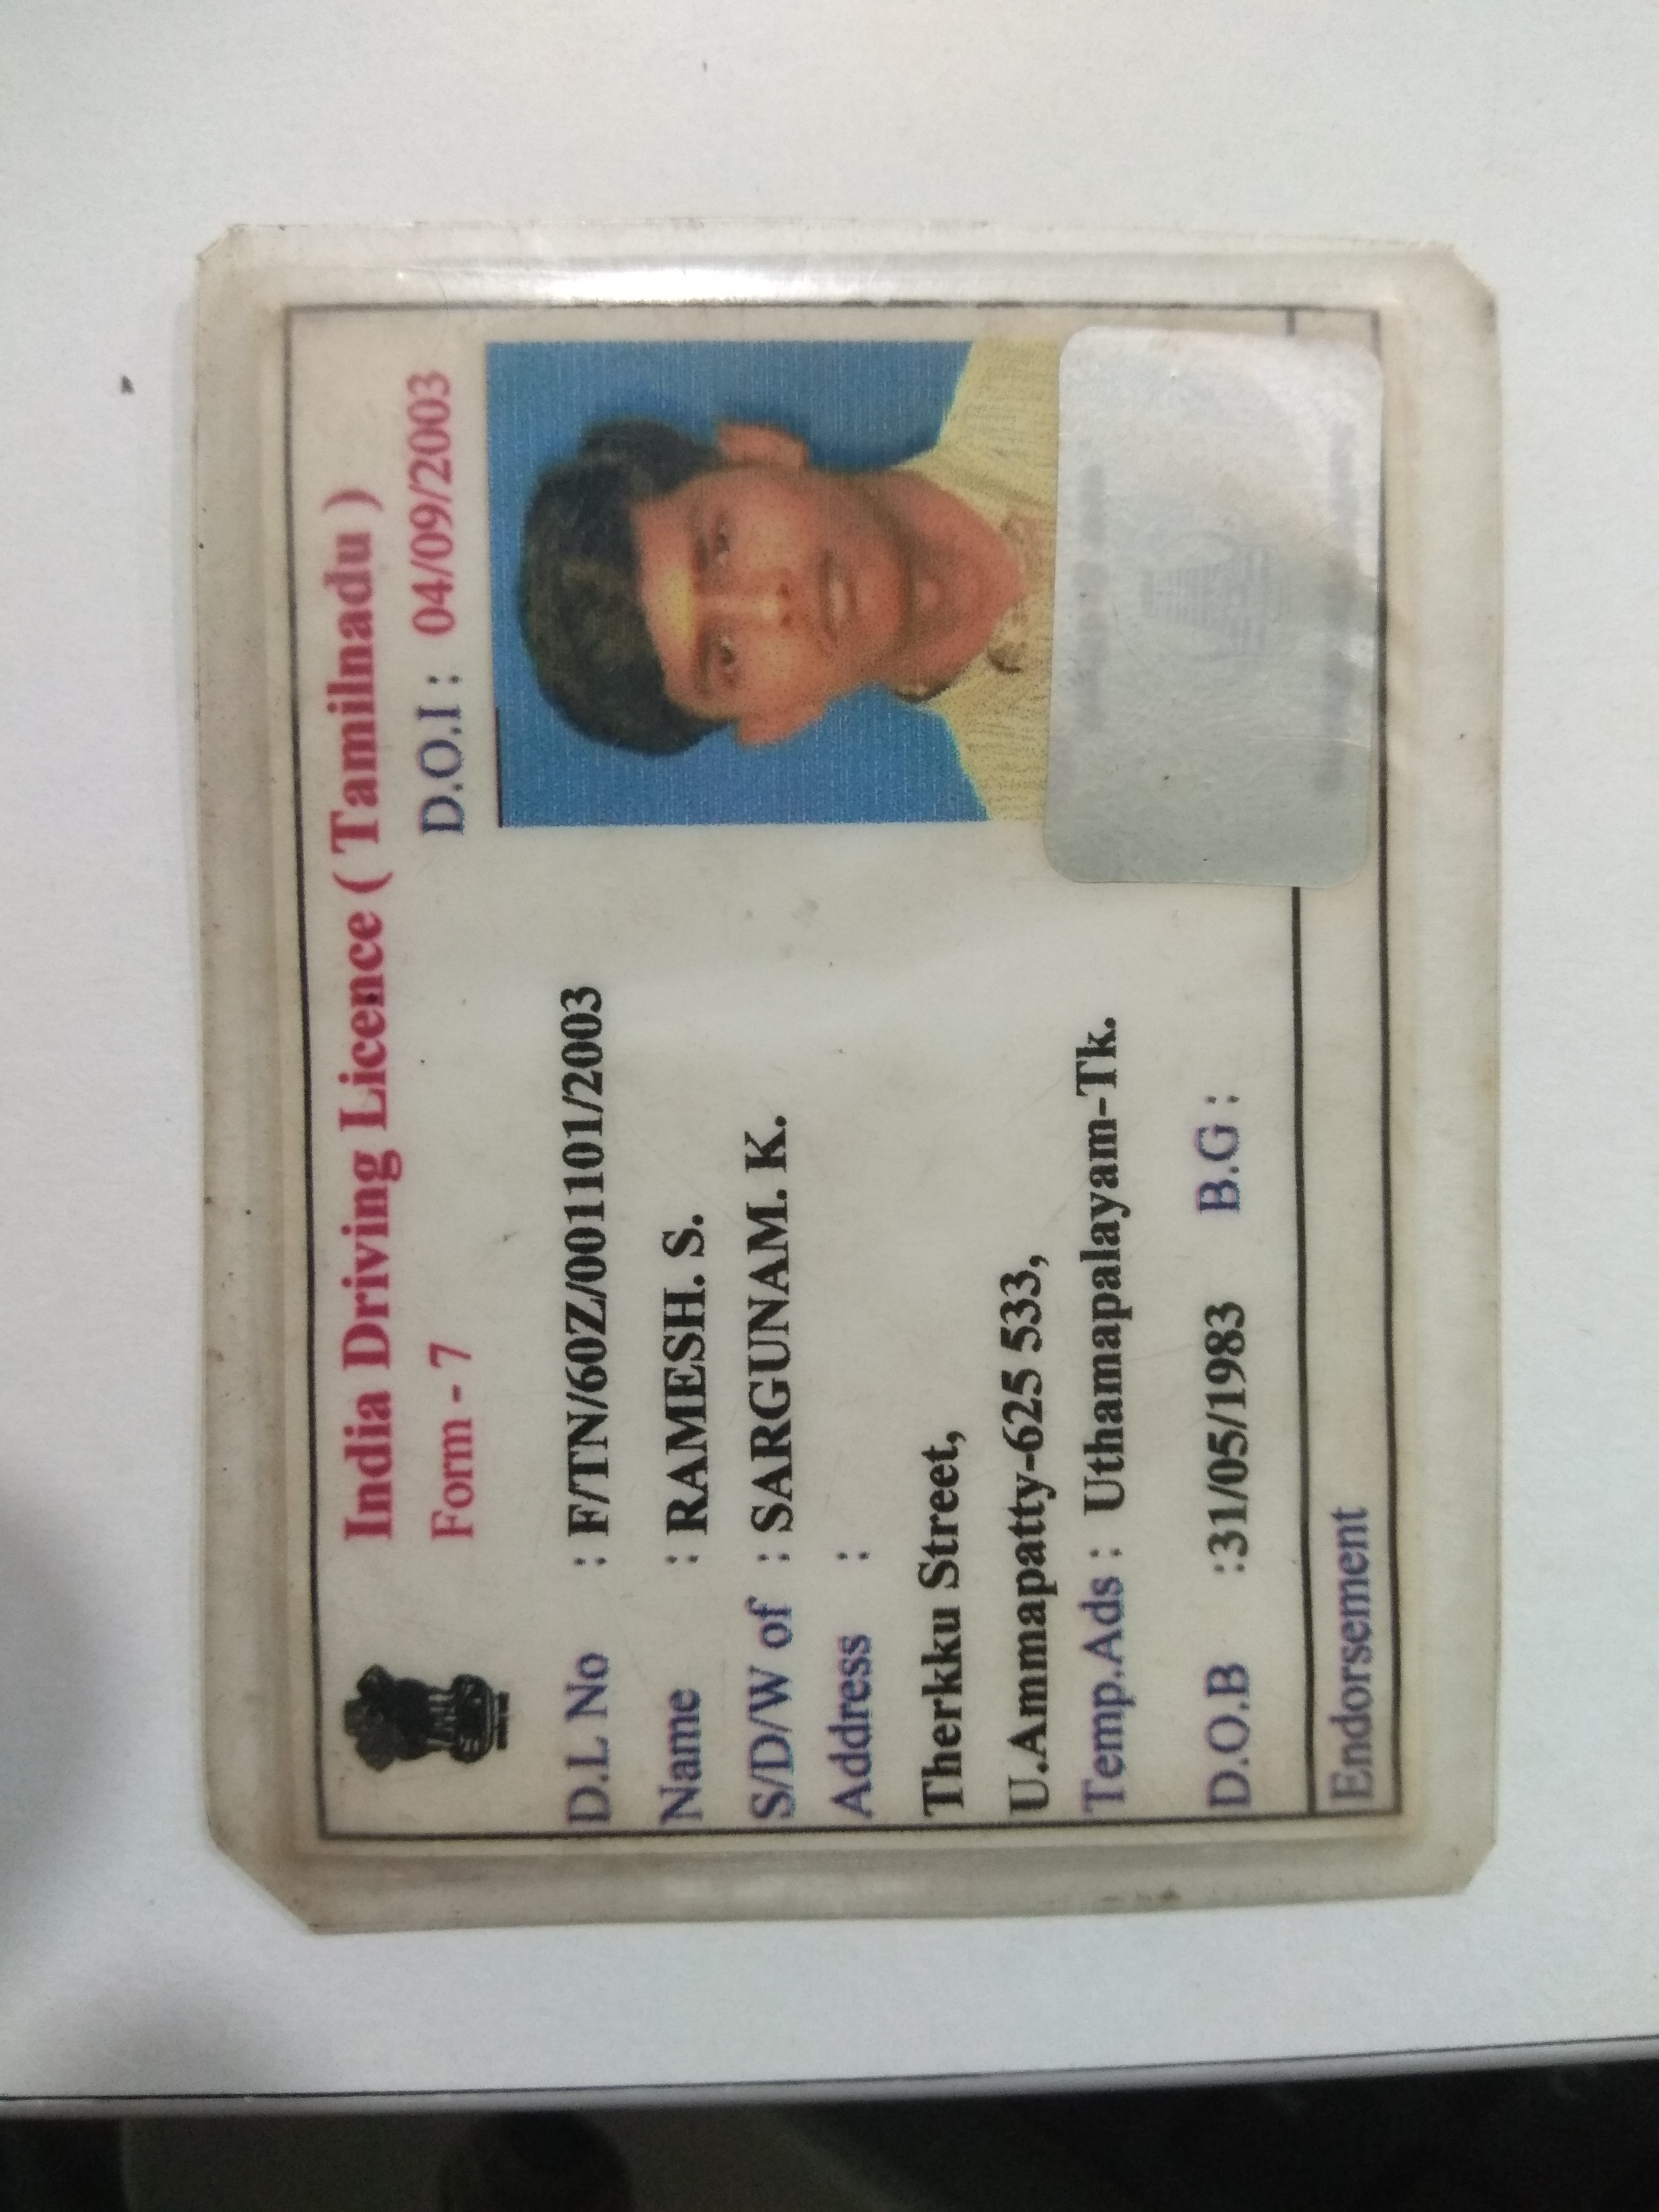 India Driving Licence ( Tamilnadu )
Form - 7 D.O.I : 04/09/2003
D.L No : F/TN/60Z/001101/2003
Name : RAMESH. S.
S/D/W of : SARGUNAM. K.
Address :
Therkku Street,
U.Ammapatty-625 533,
Temp.Ads : Uthamapalayam-Tk.
D.O.B :31/05/1983 B.G :
Endorsement